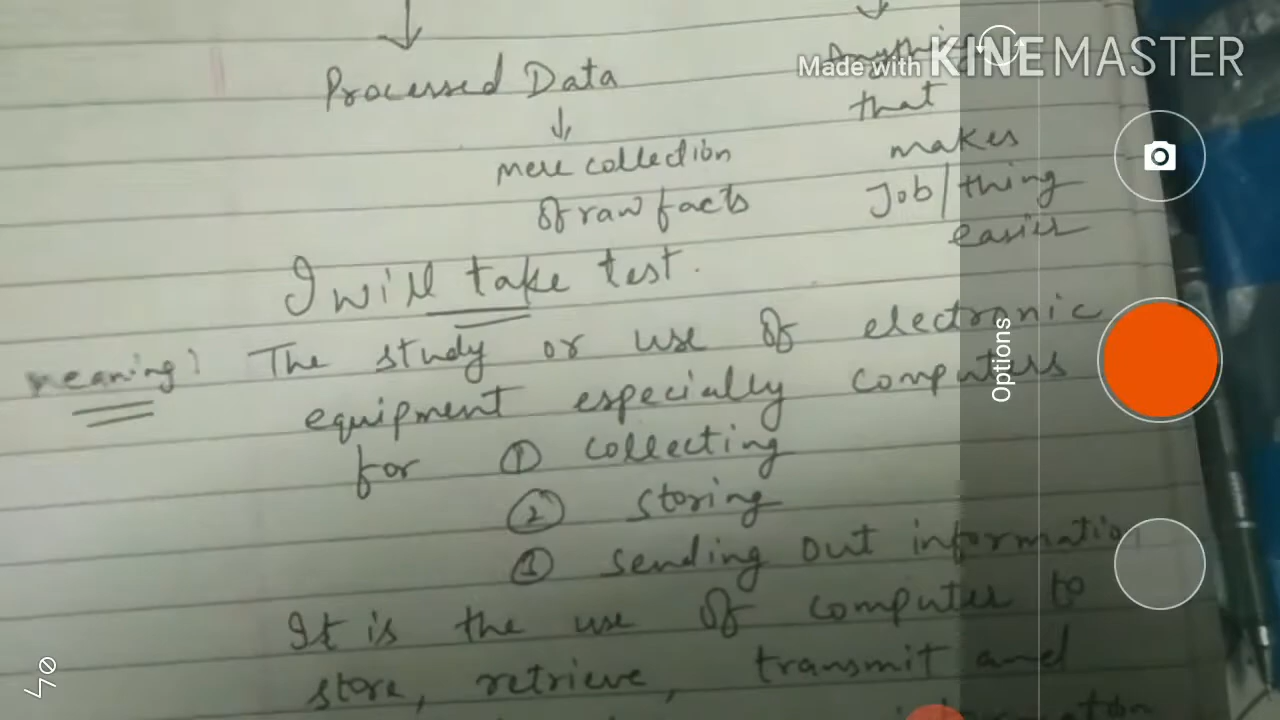 Made with KINEMASTER
Processed Data
Anything
that
mere collection
makes
of raw facts
Job/thing
easier
I will take test.
meaning: The study or use of electronic
equipment especially computers
for ① collecting
② storing
③ sending out information
It is the use of computer to
store, retrieve, transmit and
Options